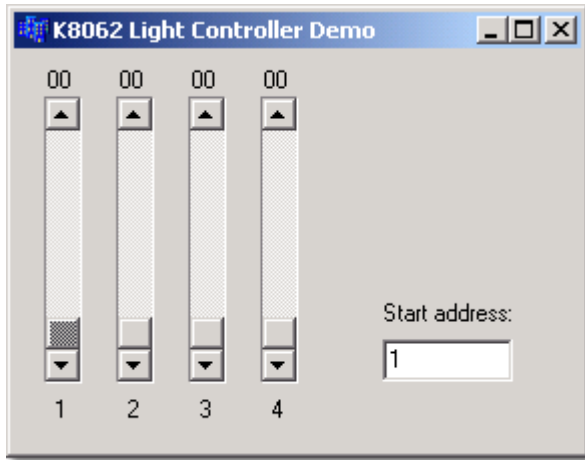 K8062 Light Controller Demo
00 00 00 00
Start address:
1
1 2 3 4